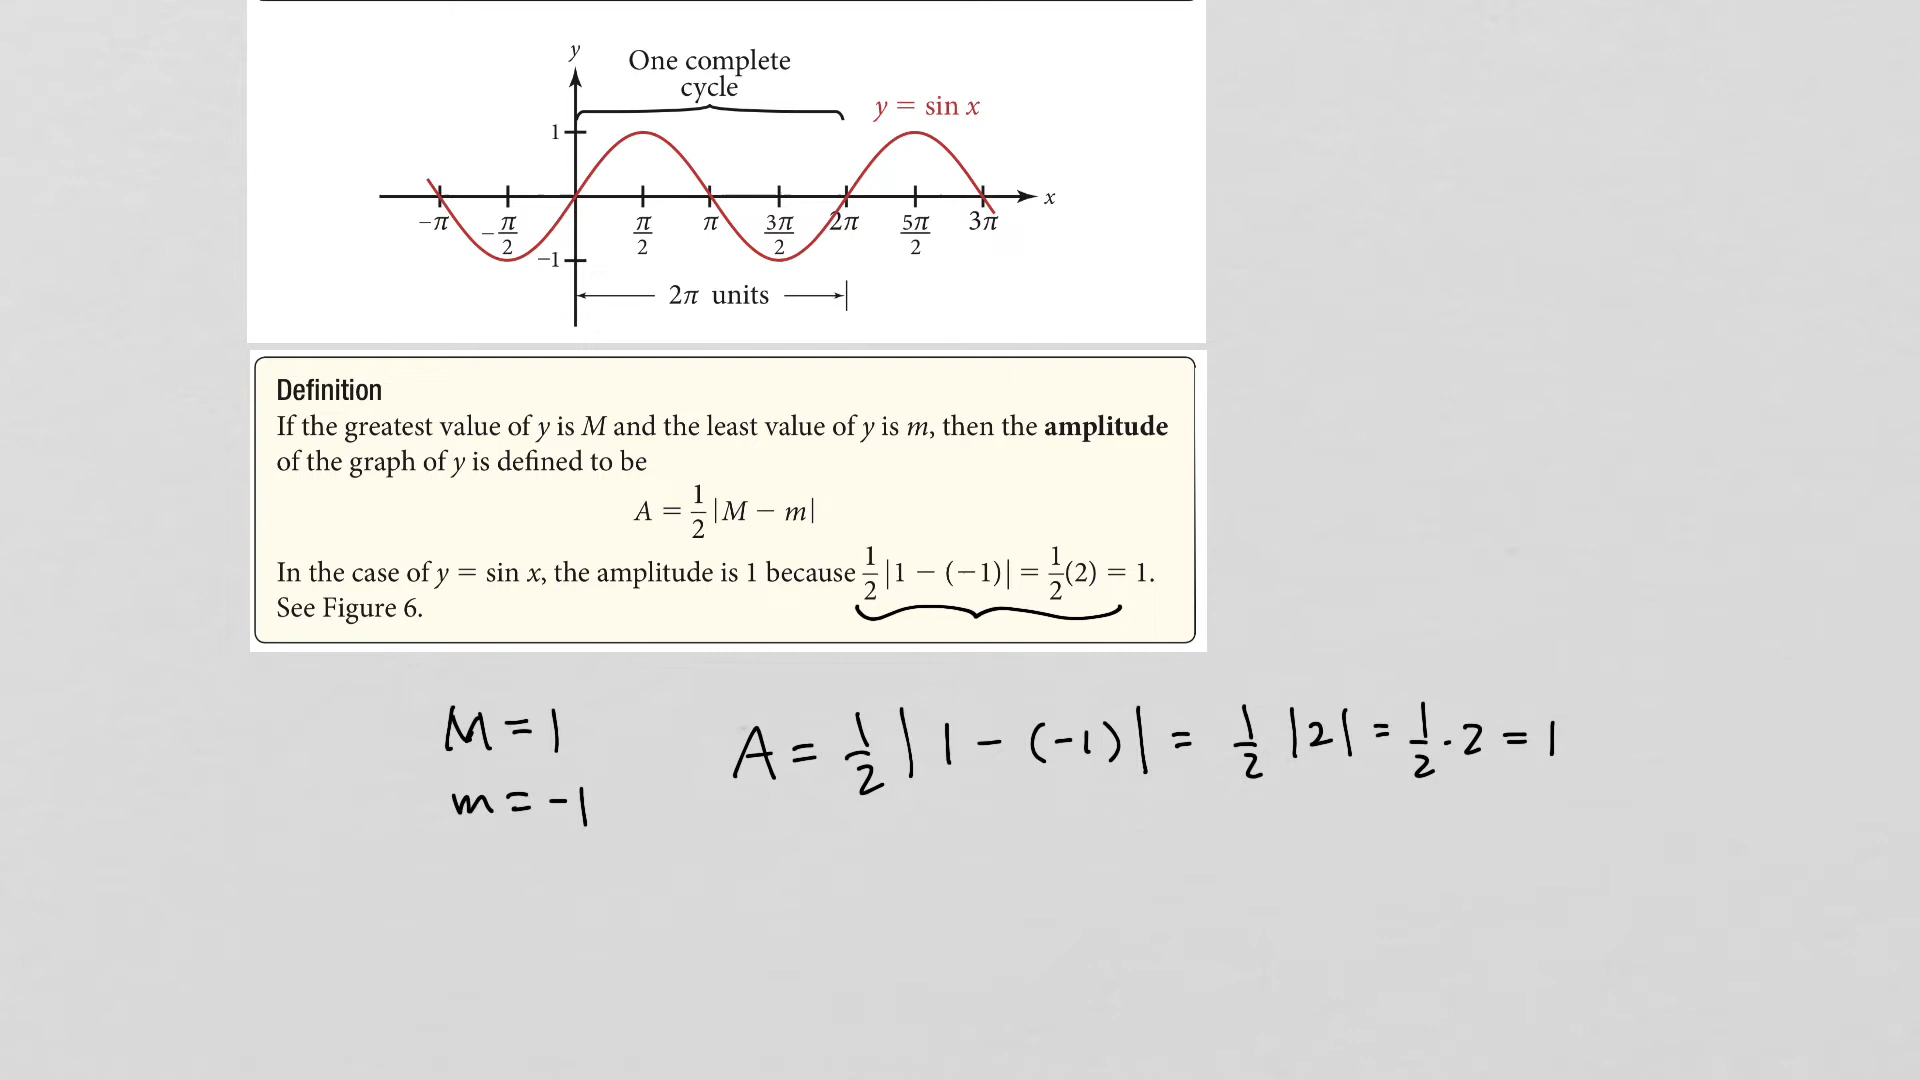 y
One complete
cycle
y = sin x
1
x
−π
−π/2
π/2
π
3π/2
2π
5π/2
3π
−1
2π units
Definition
If the greatest value of y is M and the least value of y is m, then the amplitude
of the graph of y is defined to be
A = 1/2 |M − m|
In the case of y = sin x, the amplitude is 1 because 1/2 |1 − (−1)| = 1/2 (2) = 1.
See Figure 6.
M = 1
m = -1
A = 1/2 | 1 - (-1) | = 1/2 |2| = 1/2 · 2 = 1